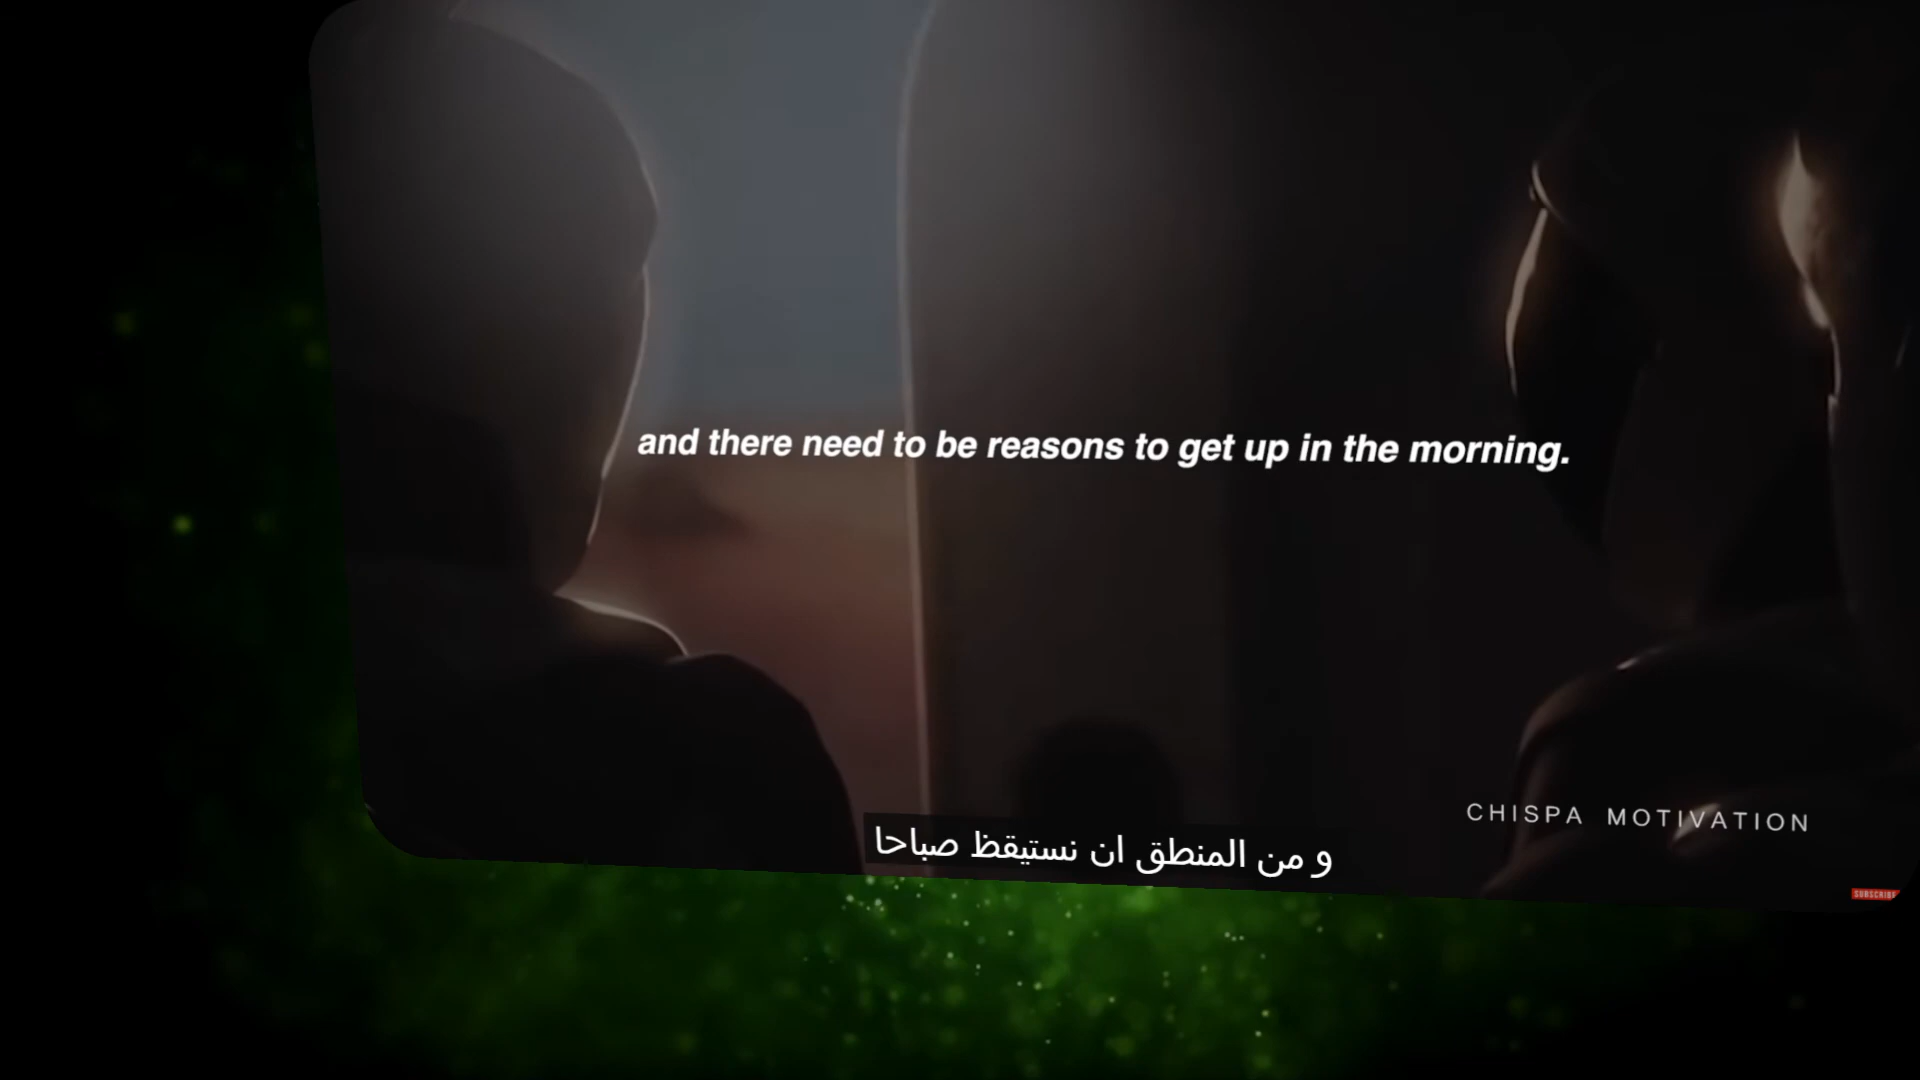 and there need to be reasons to get up in the morning.
CHISPA MOTIVATION
و من المنطق ان نستيقظ صباحا
SUBSCRIBE